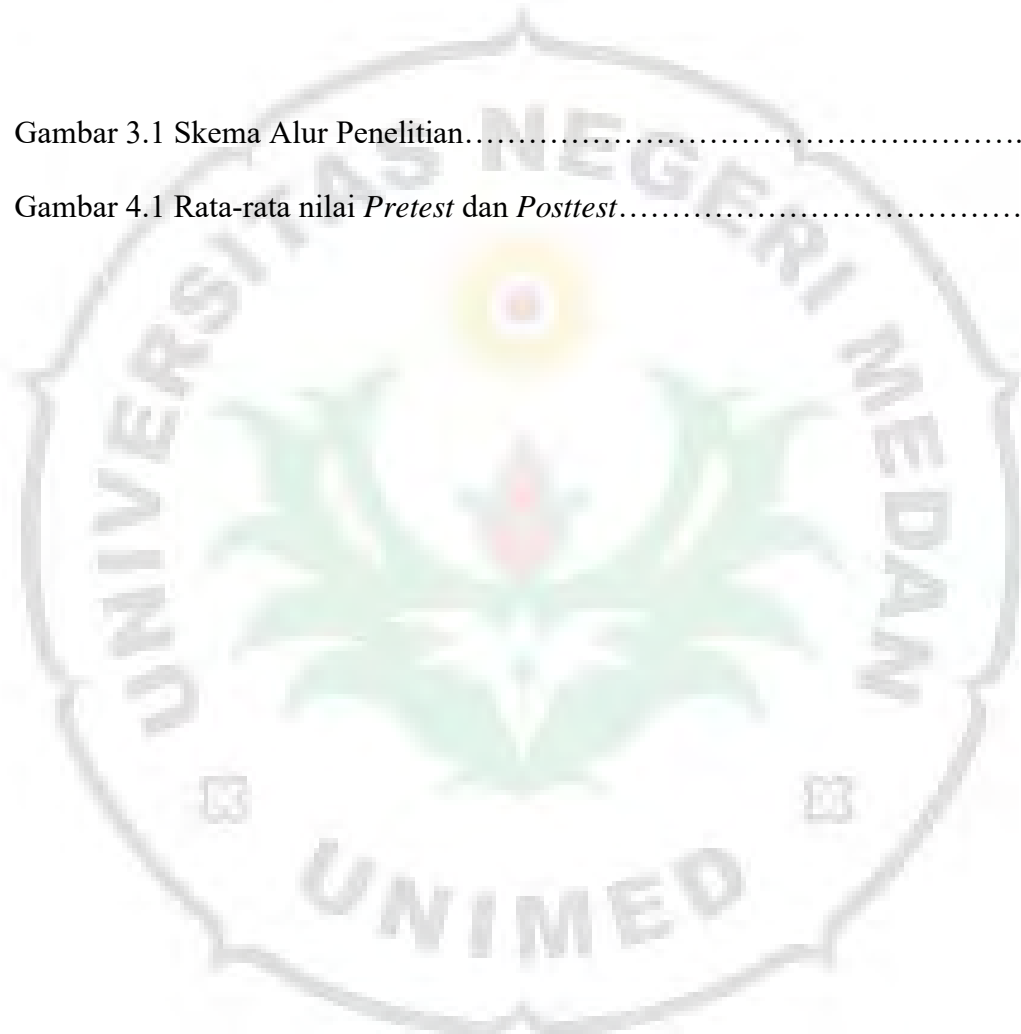 Gambar 3.1 Skema Alur Penelitian……………………………………….……….
Gambar 4.1 Rata-rata nilai Pretest dan Posttest………………………………
UNIVERSITAS NEGERI MEDAN
UNIMED